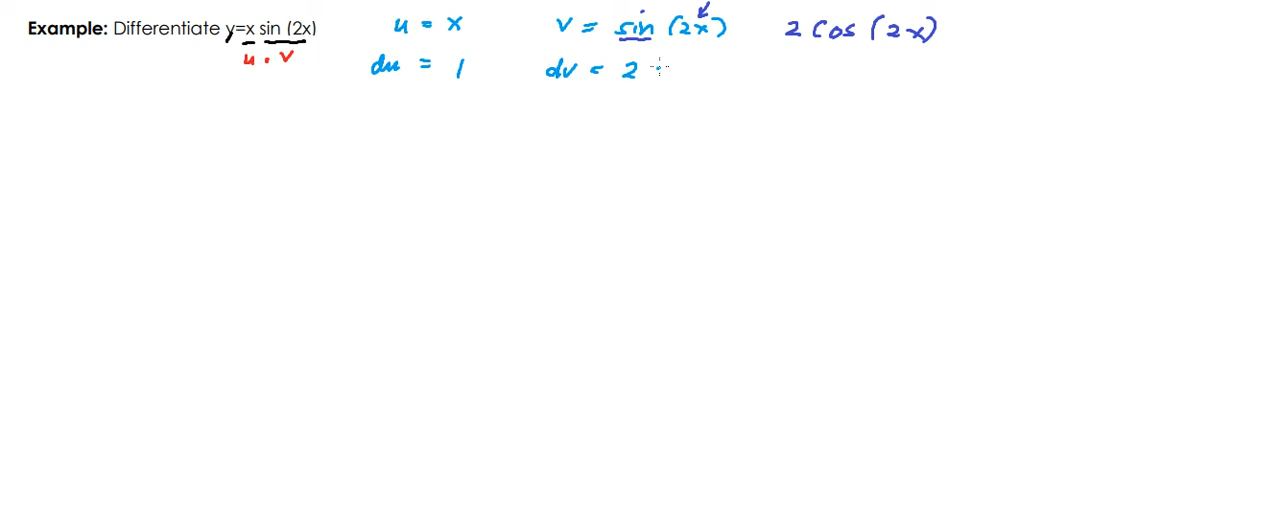 Example: Differentiate y=x sin (2x) u = x v = sin (2x) 2 cos (2x)
u . v du = 1 dv = 2